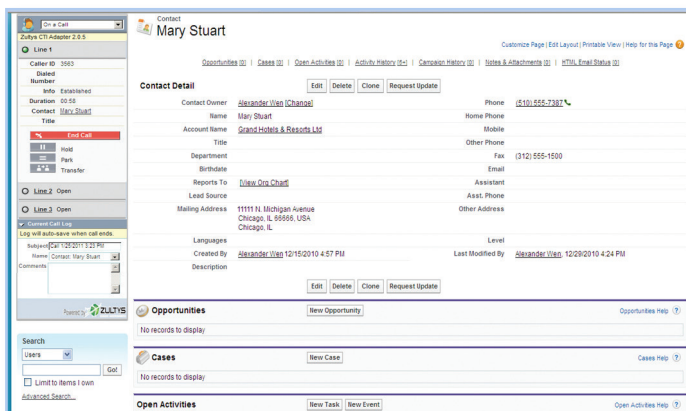 On a Call
Zultys CTI Adapter 2.0.5
Line 1
Caller ID 3563
Dialed Number
Info Established
Duration 00:58
Contact Mary Stuart
Title
End Call
Hold
Park
Transfer
Line 2 Open
Line 3 Open
Current Call Log
Log will auto-save when call ends.
Subject Call 1/25/2011 3:23 PM
Name Contact: Mary Stuart
Comments
Powered by ZULTYS
Search
Users
Go!
Limit to items I own
Advanced Search...
Contact
Mary Stuart
Customize Page | Edit Layout | Printable View | Help for this Page ?
Opportunities [0] | Cases [0] | Open Activities [0] | Activity History [5+] | Campaign History [0] | Notes & Attachments [0] | HTML Email Status [0]
Contact Detail Edit Delete Clone Request Update
Contact Owner Alexander Wen [Change] Phone (510) 555-7387
Name Mary Stuart Home Phone
Account Name Grand Hotels & Resorts Ltd Mobile
Title Other Phone
Department Fax (312) 555-1500
Birthdate Email
Reports To [View Org Chart] Assistant
Lead Source Asst. Phone
Mailing Address 11111 N. Michigan Avenue Other Address
Chicago, IL 66666, USA
Chicago, IL
Languages Level
Created By Alexander Wen 12/15/2010 4:57 PM Last Modified By Alexander Wen, 12/29/2010 4:24 PM
Description
Edit Delete Clone Request Update
Opportunities New Opportunity Opportunities Help ?
No records to display
Cases New Case Cases Help ?
No records to display
Open Activities New Task New Event Open Activities Help ?